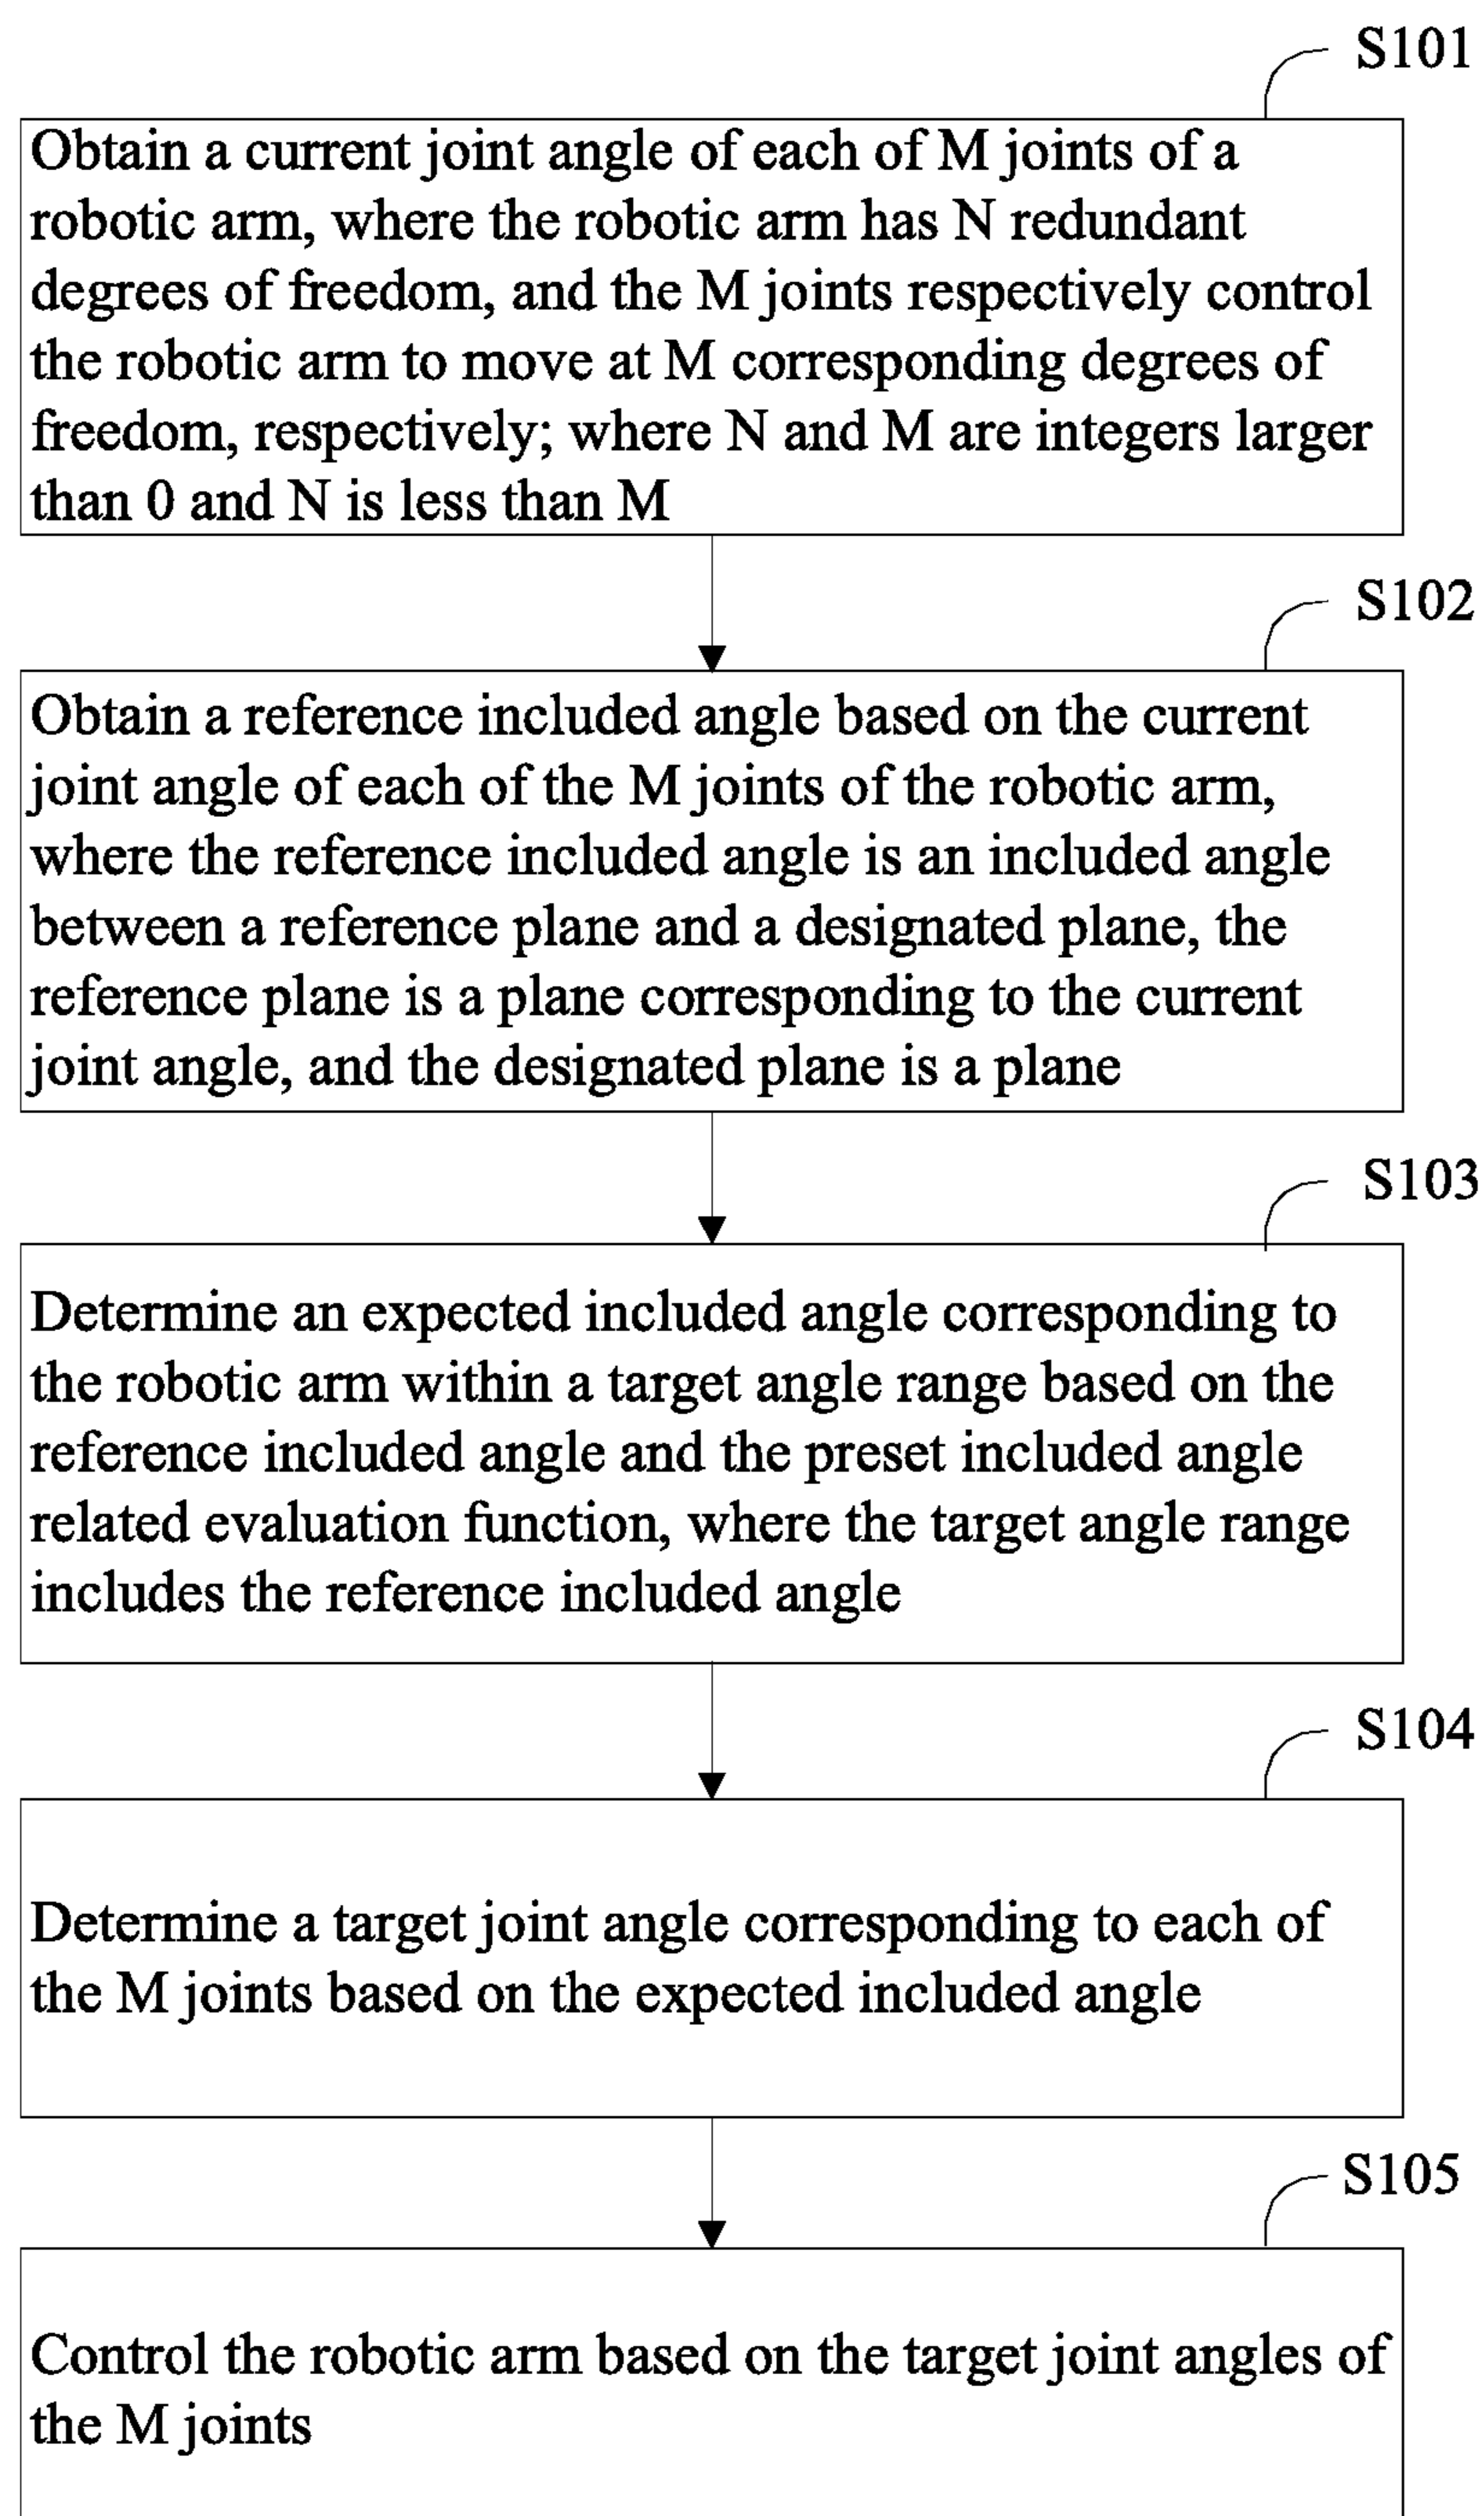 S101
Obtain a current joint angle of each of M joints of a
robotic arm, where the robotic arm has N redundant
degrees of freedom, and the M joints respectively control
the robotic arm to move at M corresponding degrees of
freedom, respectively; where N and M are integers larger
than 0 and N is less than M
S102
Obtain a reference included angle based on the current
joint angle of each of the M joints of the robotic arm,
where the reference included angle is an included angle
between a reference plane and a designated plane, the
reference plane is a plane corresponding to the current
joint angle, and the designated plane is a plane
S103
Determine an expected included angle corresponding to
the robotic arm within a target angle range based on the
reference included angle and the preset included angle
related evaluation function, where the target angle range
includes the reference included angle
S104
Determine a target joint angle corresponding to each of
the M joints based on the expected included angle
S105
Control the robotic arm based on the target joint angles of
the M joints